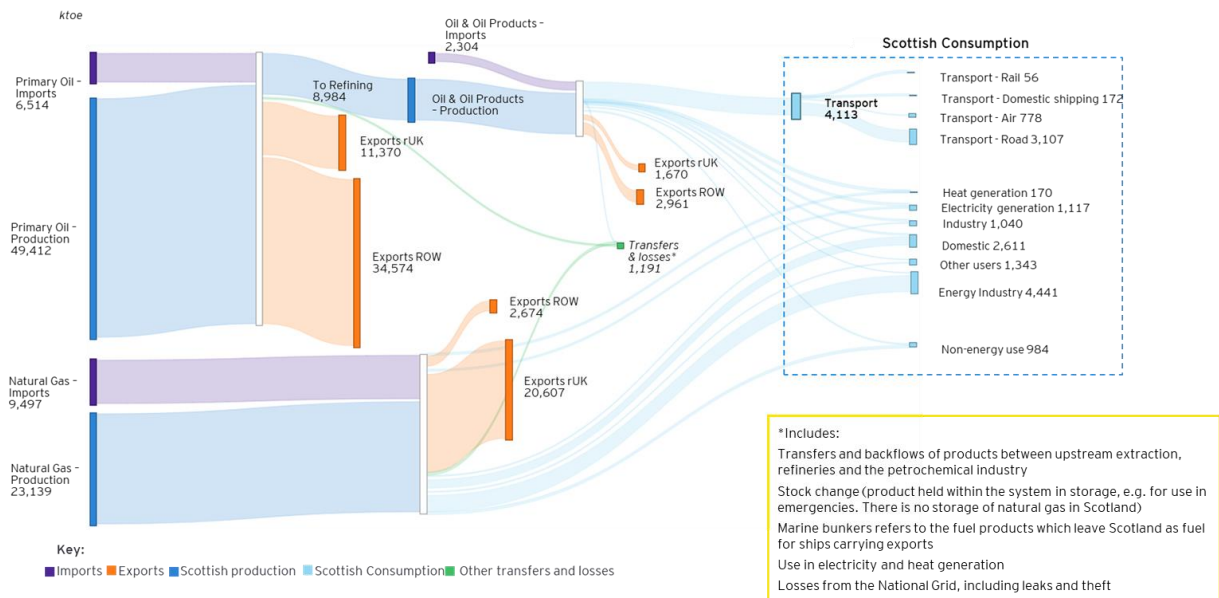 ktoe
Primary Oil –
Imports
6,514
Primary Oil –
Production
49,412
Natural Gas –
Imports
9,497
Natural Gas –
Production
23,139
To Refining
8,984
Exports rUK
11,370
Exports ROW
34,574
Oil & Oil Products –
Imports
2,304
Oil & Oil Products
– Production
Exports rUK
1,670
Exports ROW
2,961
Transfers
& losses*
1,191
Exports ROW
2,674
Exports rUK
20,607
Scottish Consumption
Transport
4,113
Transport - Rail 56
Transport - Domestic shipping 172
Transport - Air 778
Transport - Road 3,107
Heat generation 170
Electricity generation 1,117
Industry 1,040
Domestic 2,611
Other users 1,343
Energy Industry 4,441
Non-energy use 984
Key:
Imports
Exports
Scottish production
Scottish Consumption
Other transfers and losses
*Includes:
Transfers and backflows of products between upstream extraction,
refineries and the petrochemical industry
Stock change (product held within the system in storage, e.g. for use in
emergencies. There is no storage of natural gas in Scotland)
Marine bunkers refers to the fuel products which leave Scotland as fuel
for ships carrying exports
Use in electricity and heat generation
Losses from the National Grid, including leaks and theft